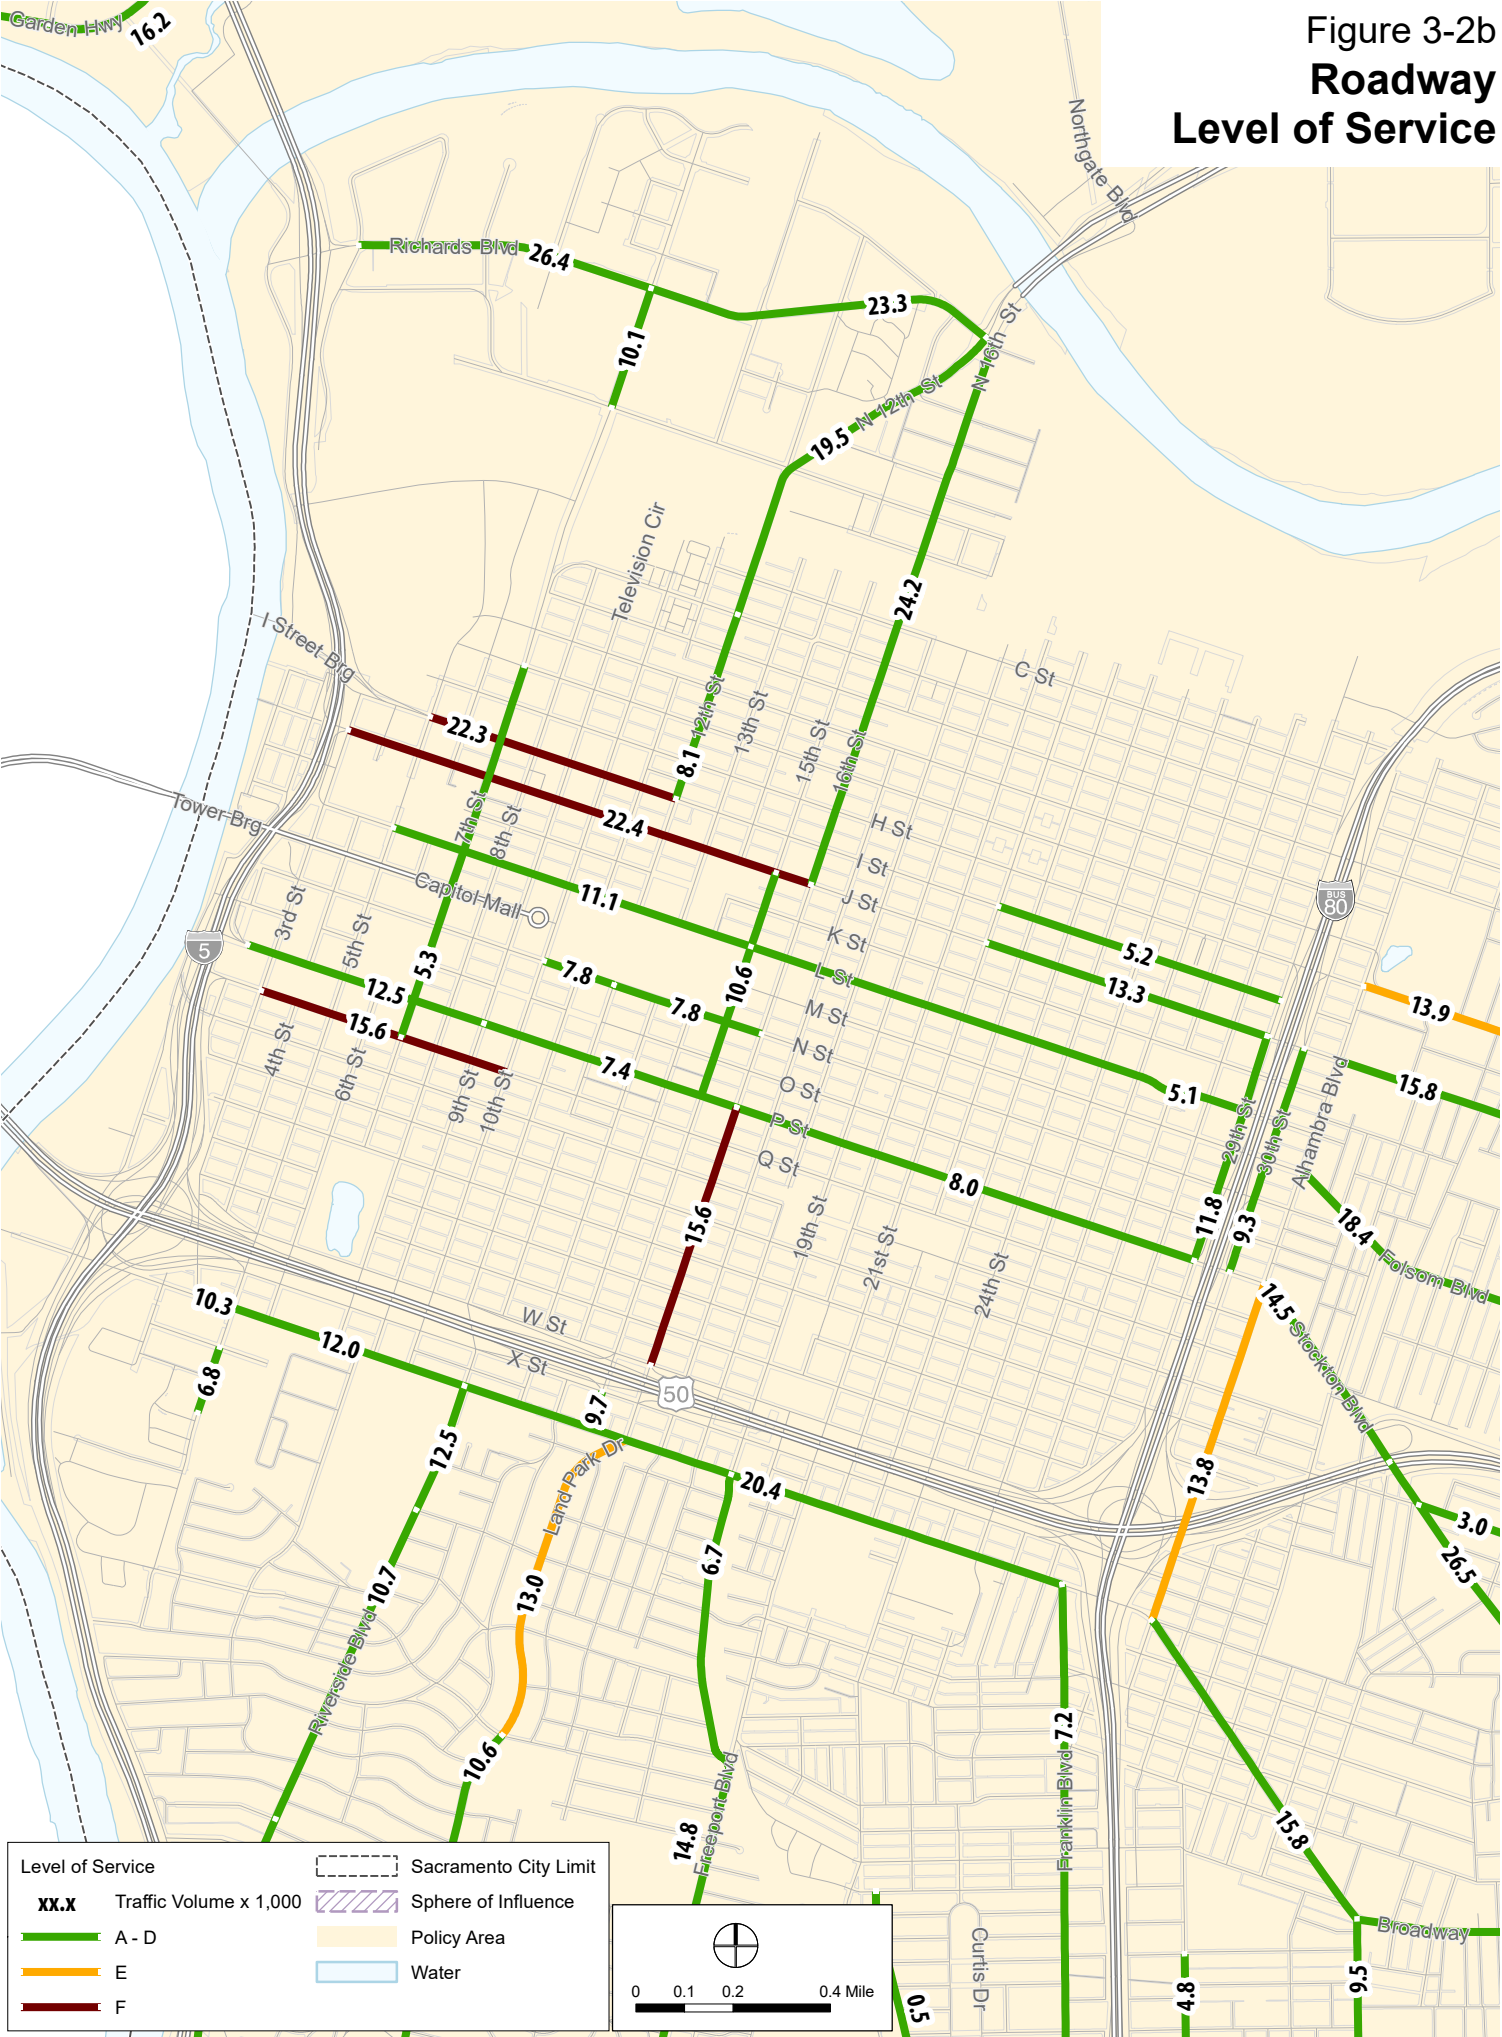 Figure 3-2b
Roadway
Level of Service
Garden Hwy
16.2
Northgate Blvd
Richards Blvd
26.4
23.3
10.1
N 16th St
N 12th St
19.5
24.2
Television Cir
I Street Brg
C St
22.3
12th St
13th St
15th St
16th St
8.1
Tower Brg
L
7th St
8th St
22.4
H St
I St
J St
K St
L St
M St
N St
O St
P St
Q St
Capitol Mall
11.1
BUS
80
5
3rd St
5th St
5.3
7.8
7.8
10.6
5.2
13.3
13.9
12.5
15.6
4th St
6th St
7.4
9th St
10th St
5.1
15.8
29th St
30th St
Alhambra Blvd
8.0
11.8
9.3
18.4
Folsom Blvd
15.6
19th St
21st St
24th St
10.3
12.0
W St
X St
50
14.5
Stockton Blvd
6.8
9.7
12.5
Land Park Dr
20.4
13.8
3.0
26.5
10.7
13.0
6.7
Riverside Blvd
10.6
7.2
Freeport Blvd
14.8
Franklin Blvd
15.8
Broadway
9.5
4.8
0.5
Curtis Dr
Level of Service
xx.x Traffic Volume x 1,000
A - D
E
F
Sacramento City Limit
Sphere of Influence
Policy Area
Water
0 0.1 0.2 0.4 Mile